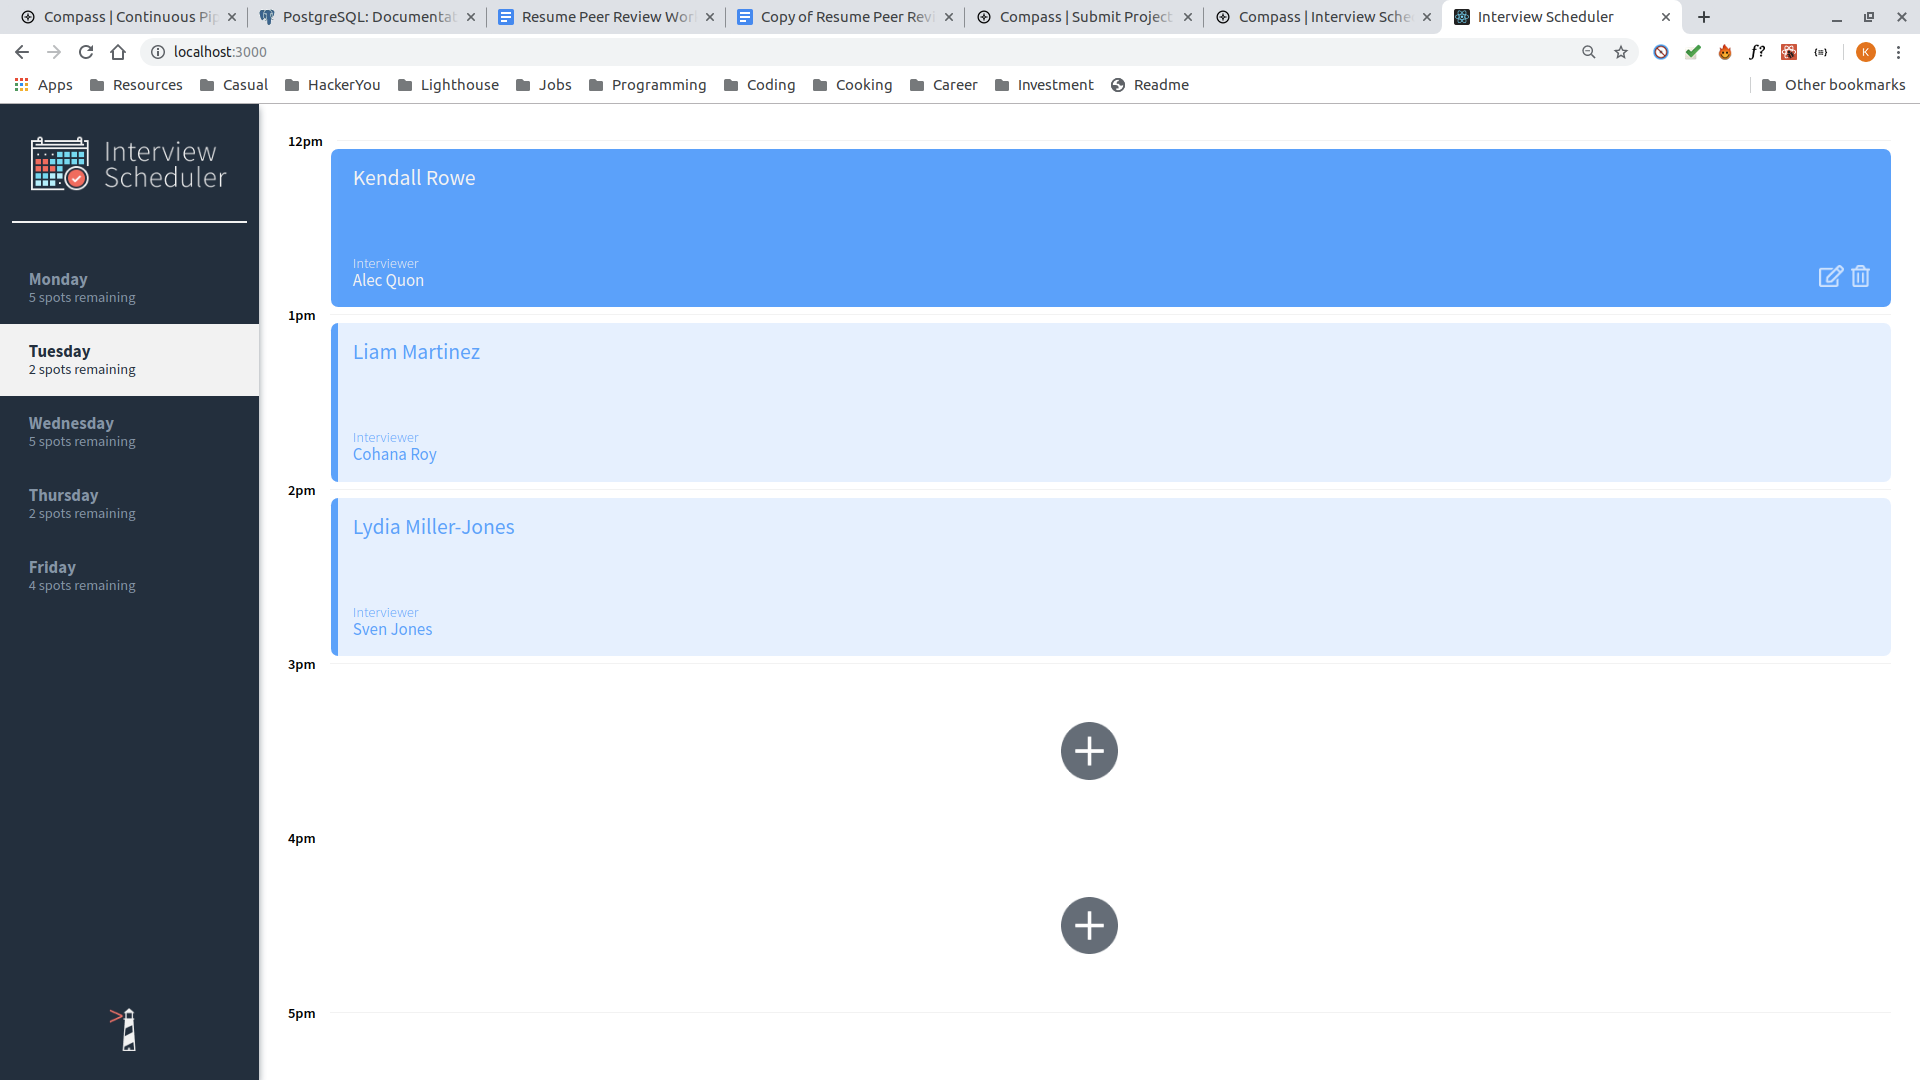 Compass | Continuous Pip
PostgreSQL: Documentat
Resume Peer Review Wor
Copy of Resume Peer Revi
Compass | Submit Project
Compass | Interview Sche
Interview Scheduler
localhost:3000
f?
K
Apps
Resources
Casual
HackerYou
Lighthouse
Jobs
Programming
Coding
Cooking
Career
Investment
Readme
Other bookmarks
Interview
Scheduler
Monday
5 spots remaining
Tuesday
2 spots remaining
Wednesday
5 spots remaining
Thursday
2 spots remaining
Friday
4 spots remaining
12pm
Kendall Rowe
Interviewer
Alec Quon
1pm
Liam Martinez
Interviewer
Cohana Roy
2pm
Lydia Miller-Jones
Interviewer
Sven Jones
3pm
4pm
5pm